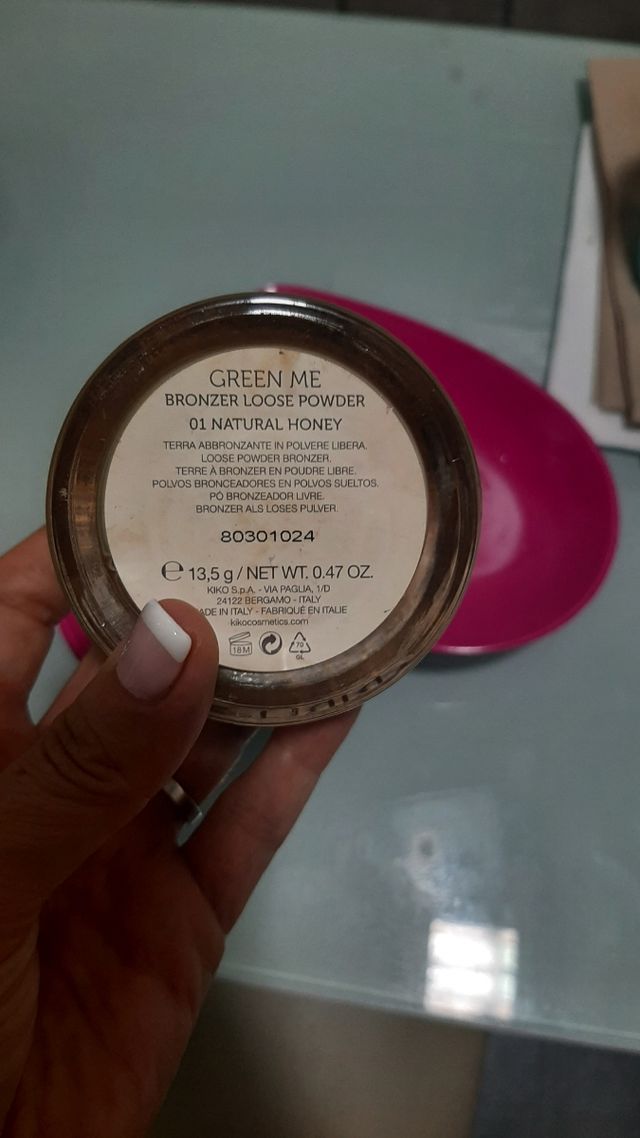 GREEN ME
BRONZER LOOSE POWDER
01 NATURAL HONEY
TERRA ABBRONZANTE IN POLVERE LIBERA.
LOOSE POWDER BRONZER.
TERRE À BRONZER EN POUDRE LIBRE.
POLVOS BRONCEADORES EN POLVOS SUELTOS.
PÓ BRONZEADOR LIVRE.
BRONZER ALS LOSES PULVER.
80301024
e 13,5 g / NET WT. 0.47 OZ.
KIKO S.p.A. - VIA PAGLIA, 1/D
24122 BERGAMO - ITALY
ADE IN ITALY - FABRIQUÉ EN ITALIE
kikocosmetics.com
18M
70
GL